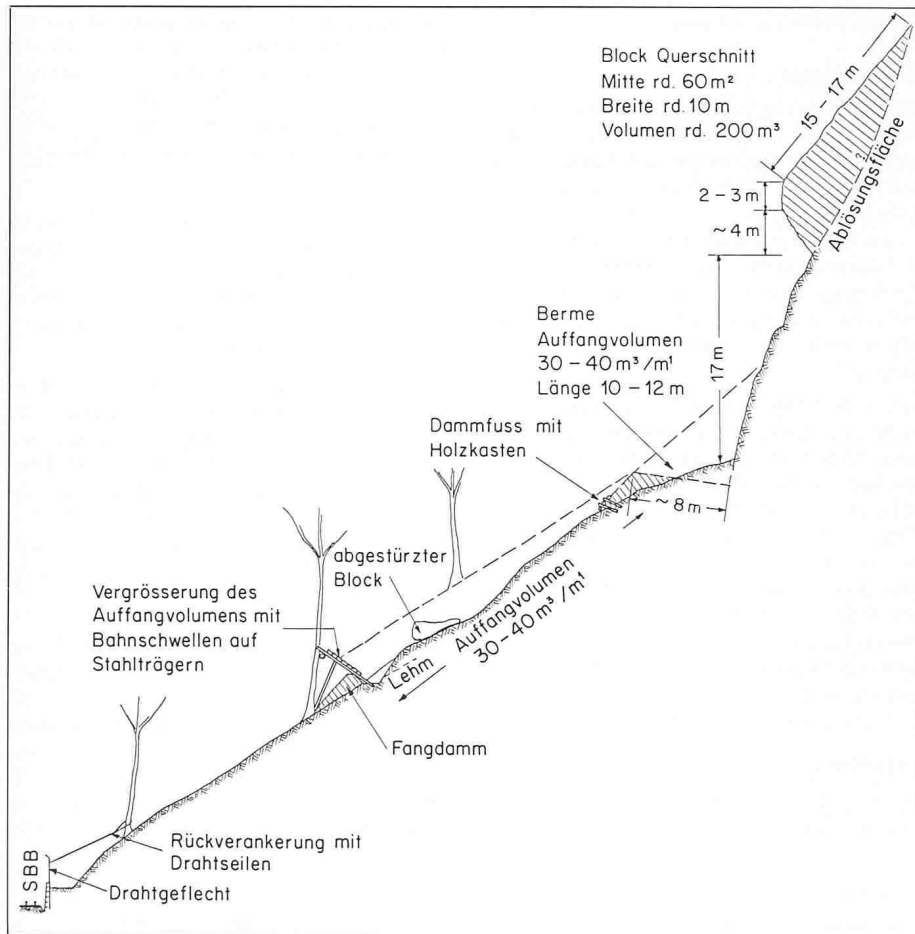 Block Querschnitt
Mitte rd. 60 m²
Breite rd. 10 m
Volumen rd. 200 m³
15 – 17 m
?
Ablösungsfläche
2 – 3 m
~ 4 m
17 m
Berme
Auffangvolumen
30 – 40 m³/m¹
Länge 10 – 12 m
Dammfuss mit
Holzkasten
~ 8 m
abgestürzter
Block
Auffangvolumen
30 – 40 m³/m¹
Vergrösserung des
Auffangvolumens mit
Bahnschwellen auf
Stahlträgern
Lehm
Fangdamm
Rückverankerung mit
Drahtseilen
Drahtgeflecht
SBB